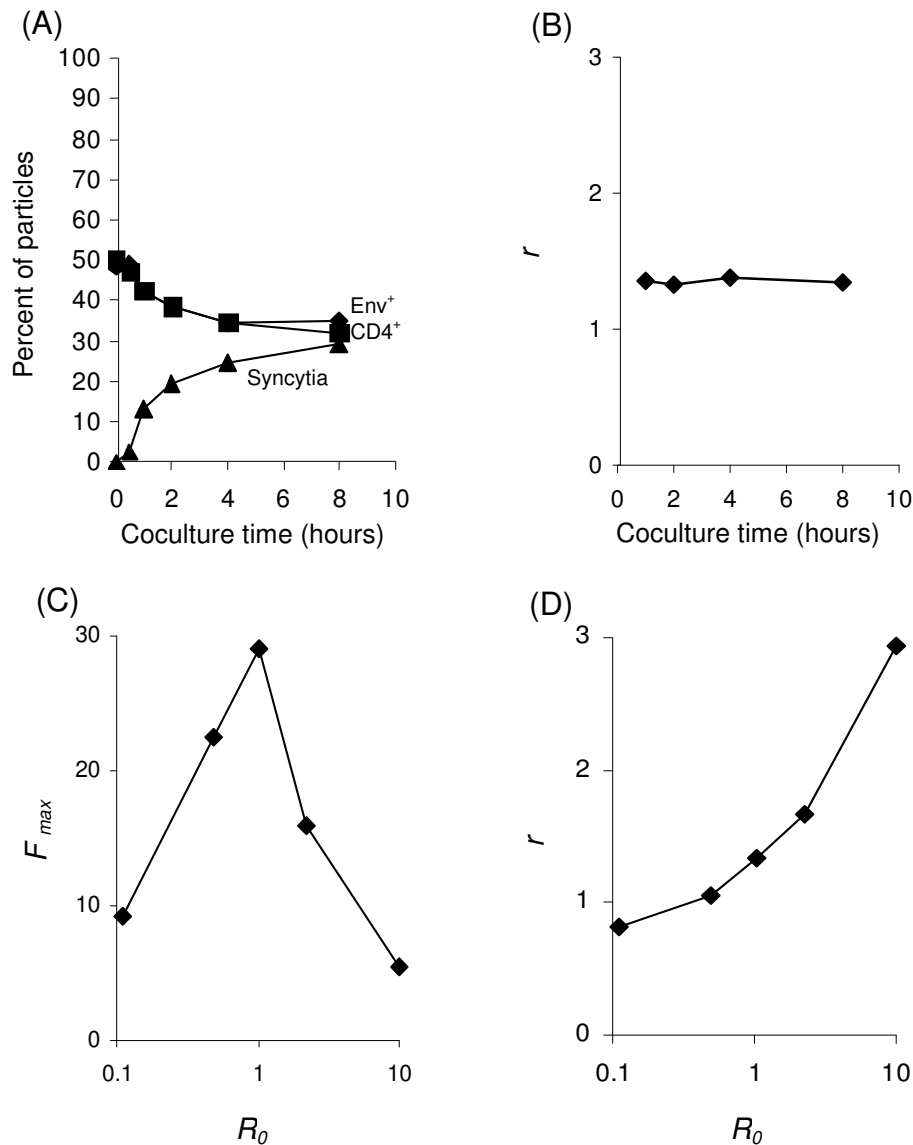 (A)
100
90
80
70
60
50
40
30
20
10
0
Percent of particles
Env+
CD4+
Syncytia
0 2 4 6 8 10
Coculture time (hours)
(B)
3
2
1
0
r
0 2 4 6 8 10
Coculture time (hours)
(C)
30
20
10
0
F max
0.1 1 10
R0
(D)
3
2
1
0
r
0.1 1 10
R0